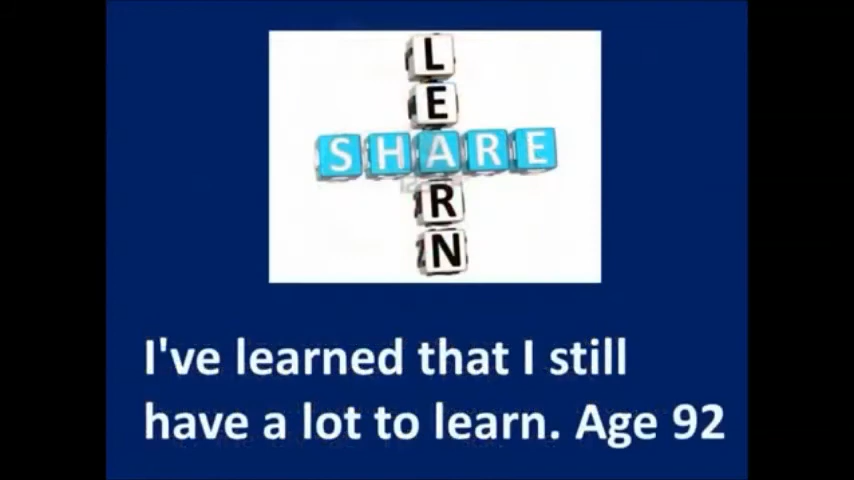 LEARN
SHARE
I've learned that I still
have a lot to learn. Age 92